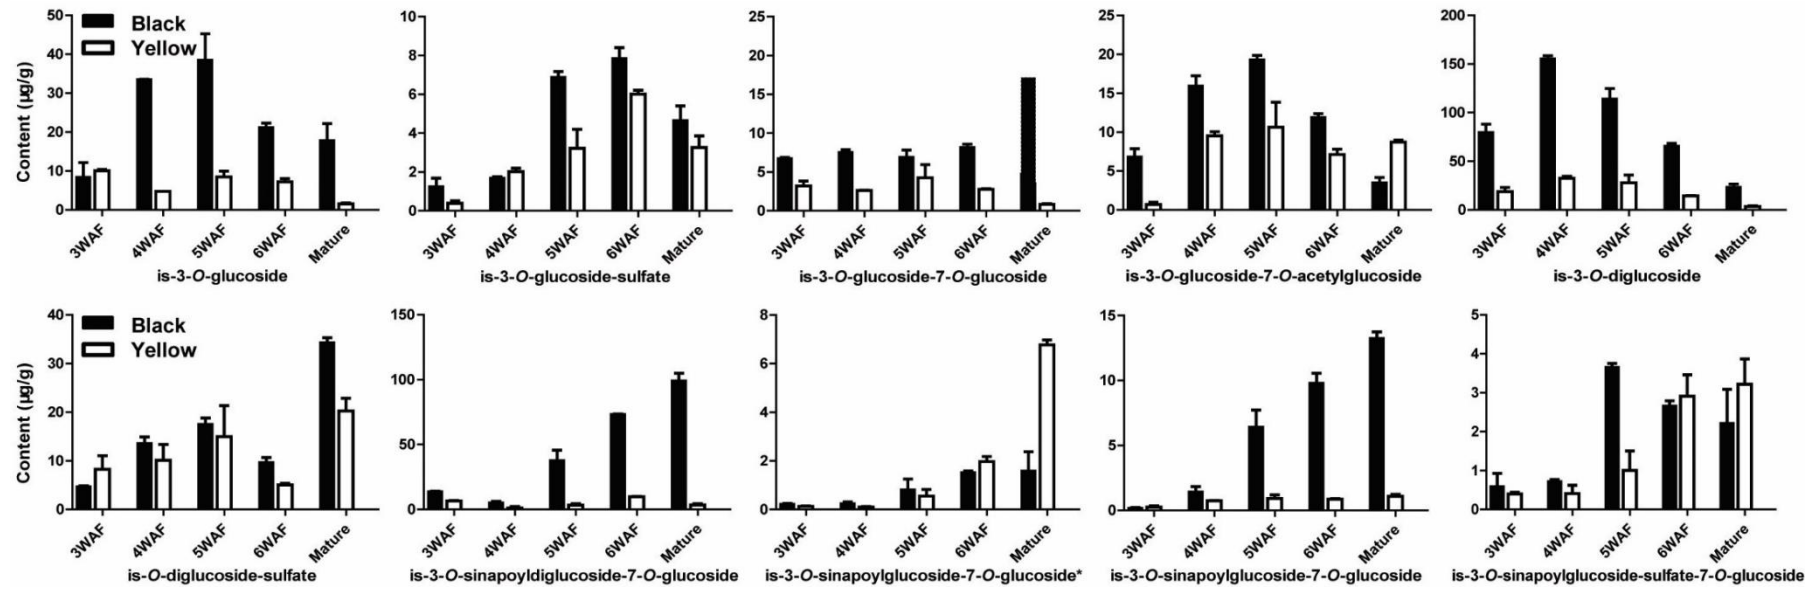 Content (µg/g)
50
40
30
20
10
0
Black
Yellow
3WAF
4WAF
5WAF
6WAF
Mature
is-3-O-glucoside
10
8
6
4
2
0
3WAF
4WAF
5WAF
6WAF
Mature
is-3-O-glucoside-sulfate
25
20
15
10
5
0
3WAF
4WAF
5WAF
6WAF
Mature
is-3-O-glucoside-7-O-glucoside
25
20
15
10
5
0
3WAF
4WAF
5WAF
6WAF
Mature
is-3-O-glucoside-7-O-acetylglucoside
200
150
100
50
0
3WAF
4WAF
5WAF
6WAF
Mature
is-3-O-diglucoside
Content (µg/g)
40
30
20
10
0
Black
Yellow
3WAF
4WAF
5WAF
6WAF
Mature
is-O-diglucoside-sulfate
150
100
50
0
3WAF
4WAF
5WAF
6WAF
Mature
is-3-O-sinapoyldiglucoside-7-O-glucoside
8
6
4
2
0
3WAF
4WAF
5WAF
6WAF
Mature
is-3-O-sinapoylglucoside-7-O-glucoside*
15
10
5
0
3WAF
4WAF
5WAF
6WAF
Mature
is-3-O-sinapoylglucoside-7-O-glucoside
5
4
3
2
1
0
3WAF
4WAF
5WAF
6WAF
Mature
is-3-O-sinapoylglucoside-sulfate-7-O-glucoside